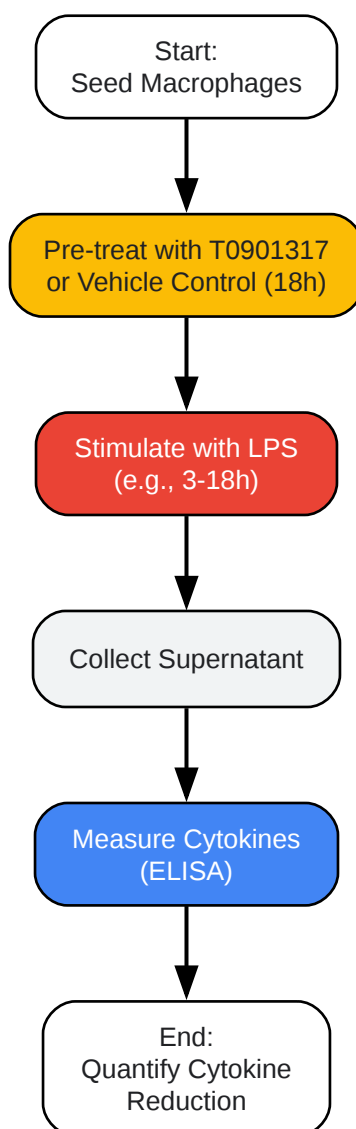 Start:
Seed Macrophages
Pre-treat with T0901317
or Vehicle Control (18h)
Stimulate with LPS
(e.g., 3-18h)
Collect Supernatant
Measure Cytokines
(ELISA)
End:
Quantify Cytokine
Reduction